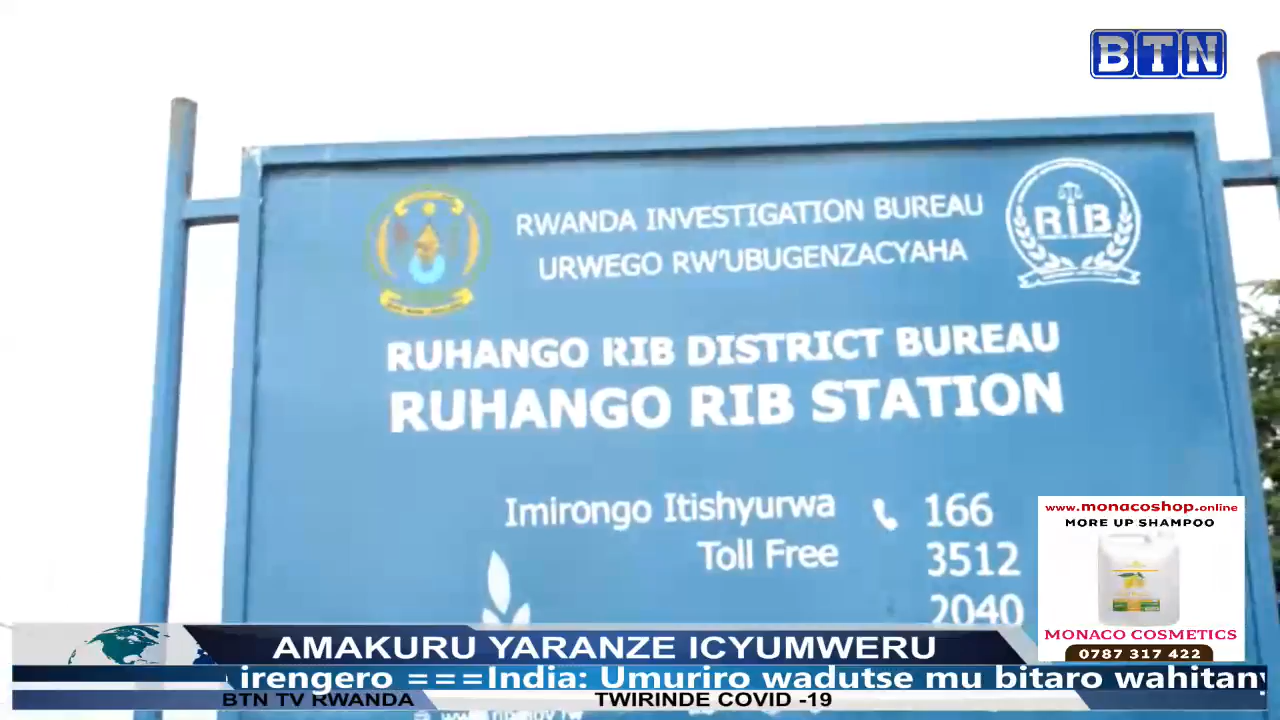 BTN
RWANDA INVESTIGATION BUREAU
URWEGO RW'UBUGENZACYAHA
RIB
RUHANGO RIB DISTRICT BUREAU
RUHANGO RIB STATION
Imirongo Itishyurwa 166
Toll Free 3512
2040
www.monacoshop.online
MORE UP SHAMPOO
MONACO COSMETICS
0787 317 422
AMAKURU YARANZE ICYUMWERU
irengero ===India: Umuriro wadutse mu bitaro wahitany
BTN TV RWANDA
TWIRINDE COVID -19